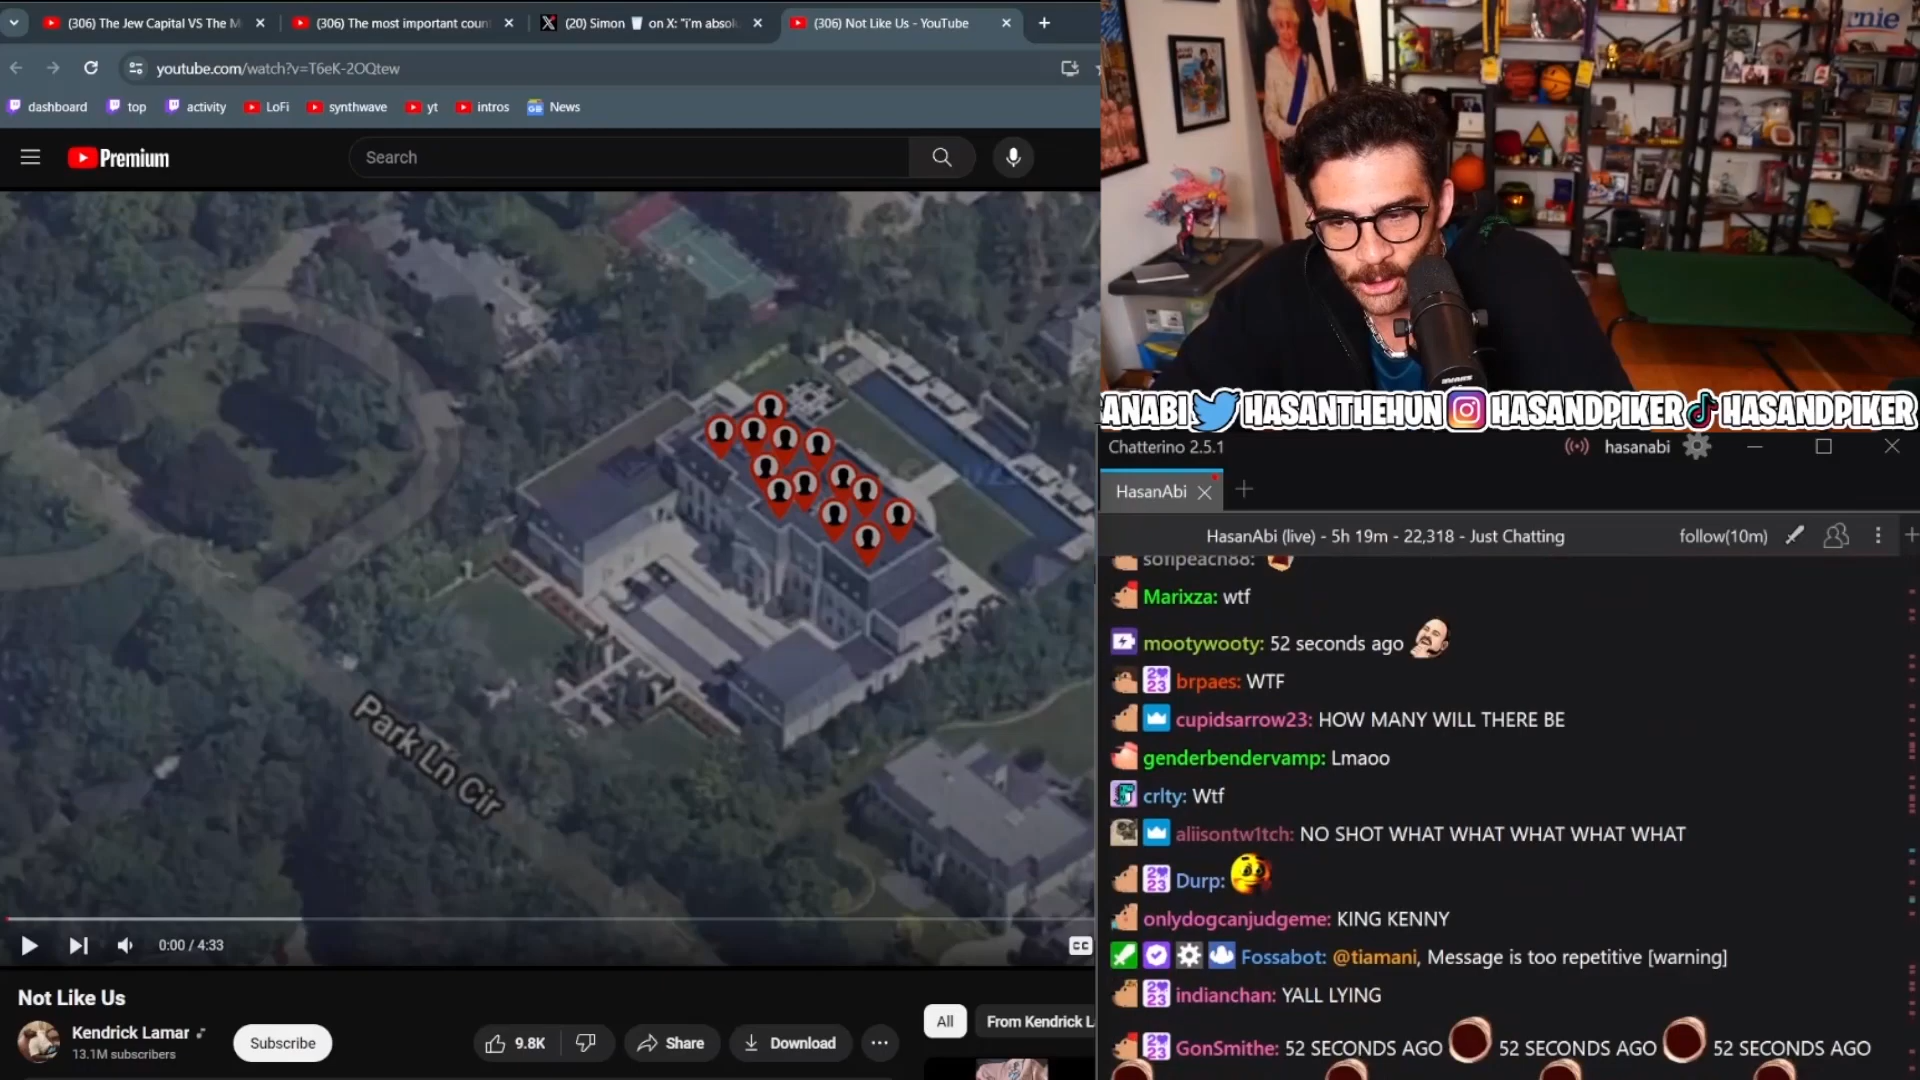 (306) The Jew Capital VS The M
(306) The most important coun
(20) Simon 🥛 on X: "i'm absol
(306) Not Like Us - YouTube
youtube.com/watch?v=T6eK-2OQtew
dashboard
top
activity
LoFi
synthwave
yt
intros
News
Premium
Search
Park Ln Cir
0:00 / 4:33
CC
Not Like Us
Kendrick Lamar
13.1M subscribers
Subscribe
9.8K
Share
Download
All
From Kendrick L
rnie
ANABI HASANTHEHUN HASANDPIKER HASANDPIKER
Chatterino 2.5.1
hasanabi
HasanAbi
HasanAbi (live) - 5h 19m - 22,318 - Just Chatting
follow(10m)
sofipeach88:
Marixza: wtf
mootywooty: 52 seconds ago
brpaes: WTF
cupidsarrow23: HOW MANY WILL THERE BE
genderbendervamp: Lmaoo
crlty: Wtf
aliisontw1tch: NO SHOT WHAT WHAT WHAT WHAT WHAT
Durp:
onlydogcanjudgeme: KING KENNY
Fossabot: @tiamani, Message is too repetitive [warning]
indianchan: YALL LYING
GonSmithe: 52 SECONDS AGO 52 SECONDS AGO 52 SECONDS AGO